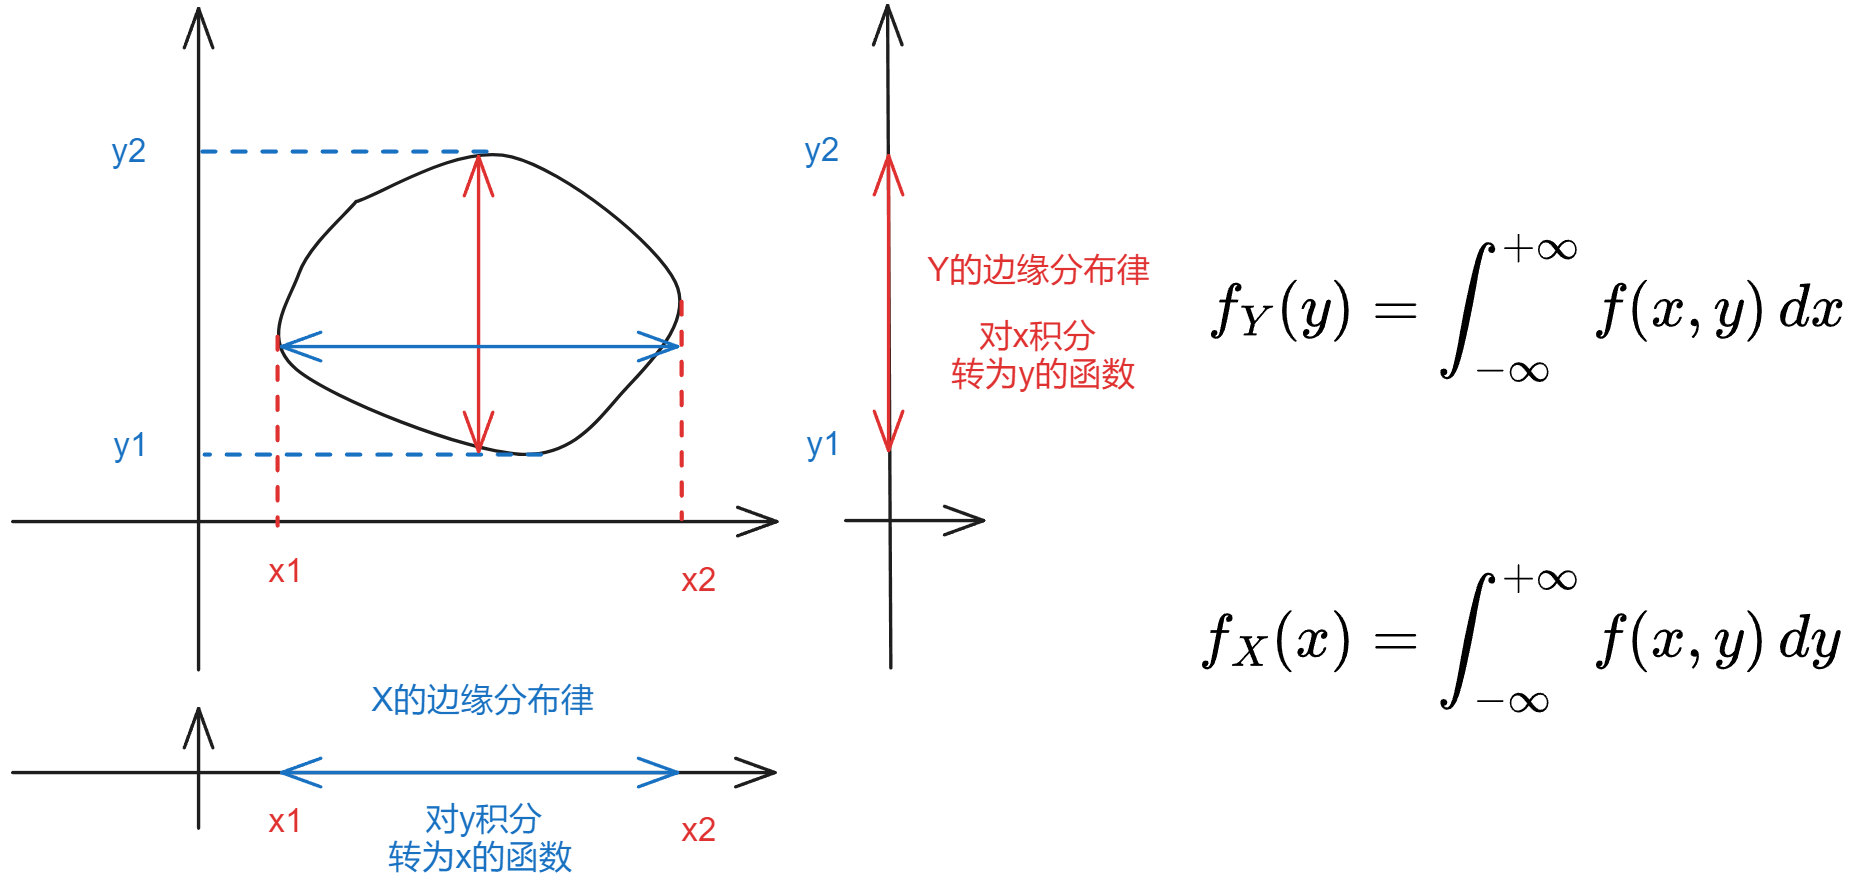 y2
y1
x1
x2
X的边缘分布律
x1
x2
对y积分
转为x的函数
y2
y1
Y的边缘分布律
对x积分
转为y的函数
$f_Y(y) = \int_{-\infty}^{+\infty} f(x, y)\,dx$
$f_X(x) = \int_{-\infty}^{+\infty} f(x, y)\,dy$